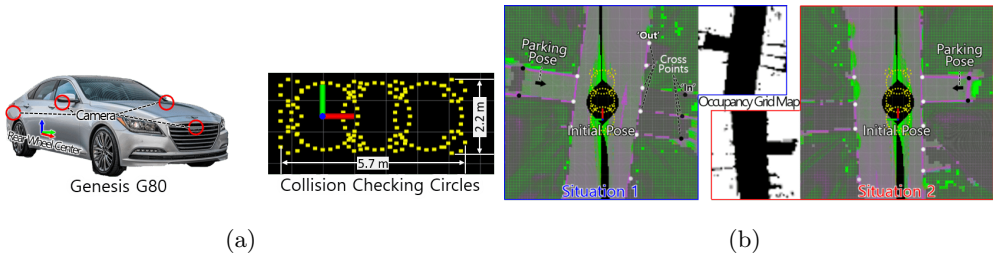 Camera
Rear Wheel Center
Genesis G80
2.2 m
5.7 m
Collision Checking Circles
(a)
Parking
Pose
'Out'
Cross
Points
'In'
Initial Pose
Situation 1
Occupancy Grid Map
Parking
Pose
Initial Pose
Situation 2
(b)